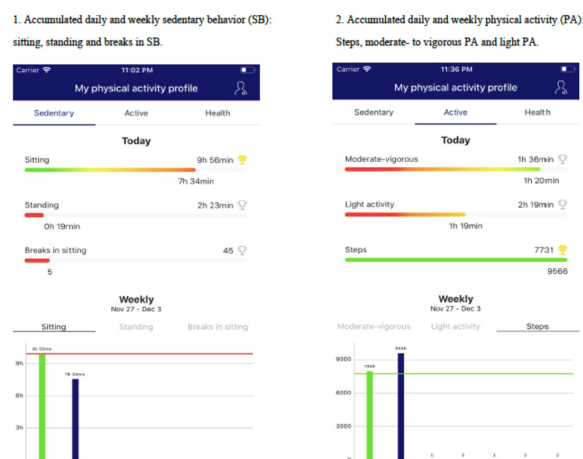 1. Accumulated daily and weekly sedentary behavior (SB):
sitting, standing and breaks in SB.
Carrier 11:02 PM
My physical activity profile
Sedentary Active Health
Today
Sitting 9h 56min
7h 34min
Standing 2h 23min
0h 19min
Breaks in sitting 45
5
Weekly
Nov 27 - Dec 3
Sitting Standing Breaks in sitting
9h
6h
3h
2. Accumulated daily and weekly physical activity (PA):
Steps, moderate- to vigorous PA and light PA.
Carrier 11:36 PM
My physical activity profile
Sedentary Active Health
Today
Moderate-vigorous 1h 36min
1h 20min
Light activity 2h 19min
1h 19min
Steps 7731
9566
Weekly
Nov 27 - Dec 3
Moderate-vigorous Light activity Steps
9000
6000
3000
0 0 0 0 0